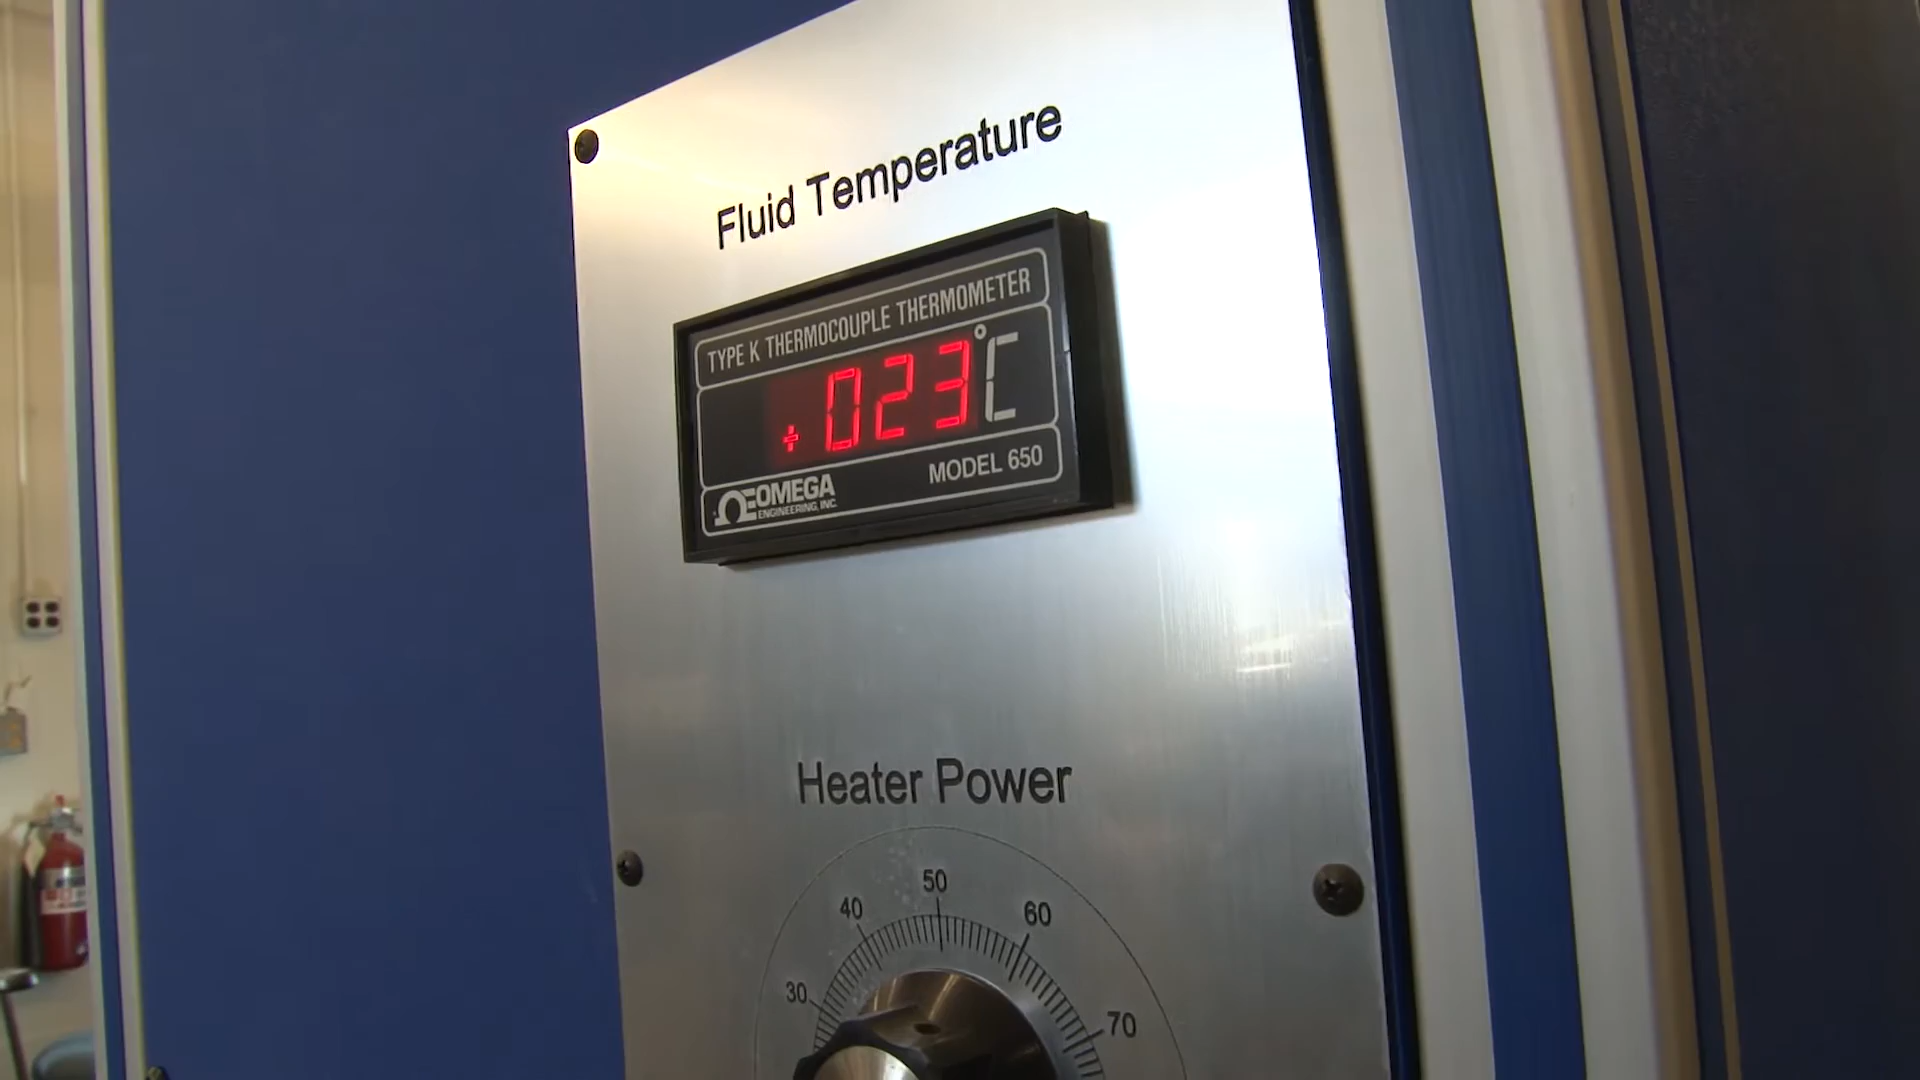 Fluid Temperature
TYPE K THERMOCOUPLE THERMOMETER
+023°C
OMEGA
ENGINEERING, INC.
MODEL 650
Heater Power
30
40
50
60
70